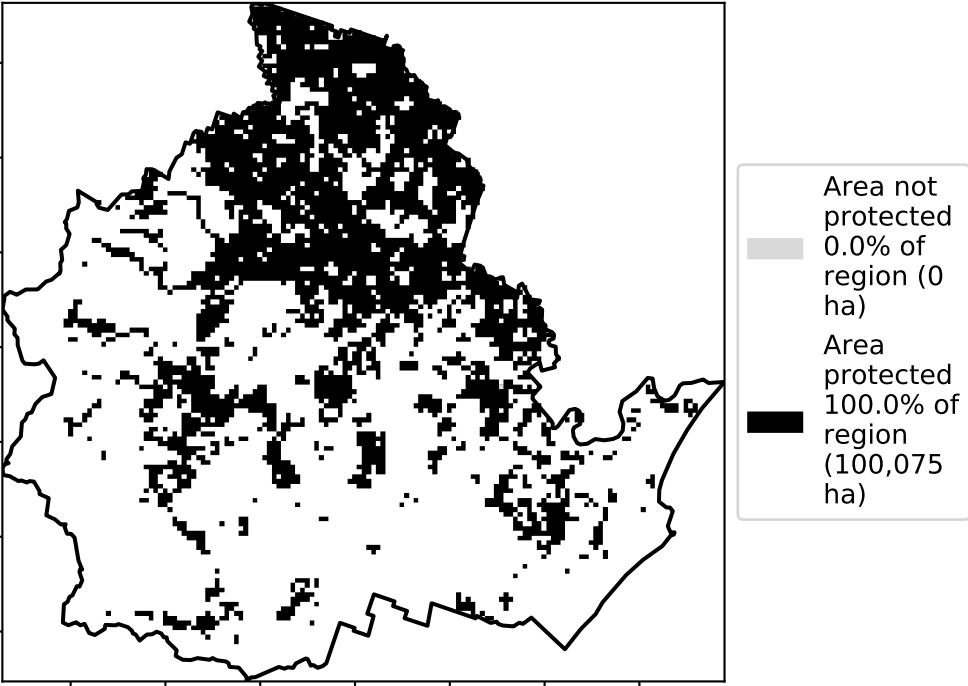 Area not
protected
0.0% of
region (0
ha)
Area
protected
100.0% of
region
(100,075
ha)